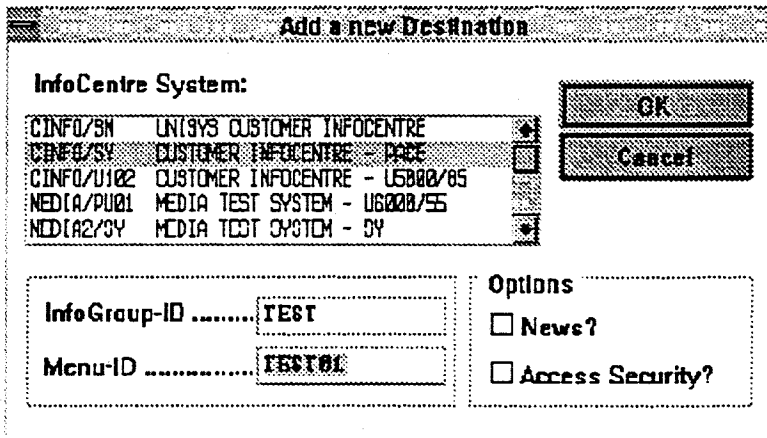 Add a new Destination
InfoCentre System:
OK
Cancel
CINFO/BN UNISYS CUSTOMER INFOCENTRE
CINFO/SY CUSTOMER INFOCENTRE - PACE
CINFO/U102 CUSTOMER INFOCENTRE - U5000/85
MEDIA/PU01 MEDIA TEST SYSTEM - U6000/55
MEDIA2/SY MEDIA TEST SYSTEM - SY
InfoGroup-ID .........TEST
Menu-ID ...............TEST01
Options
News?
Access Security?